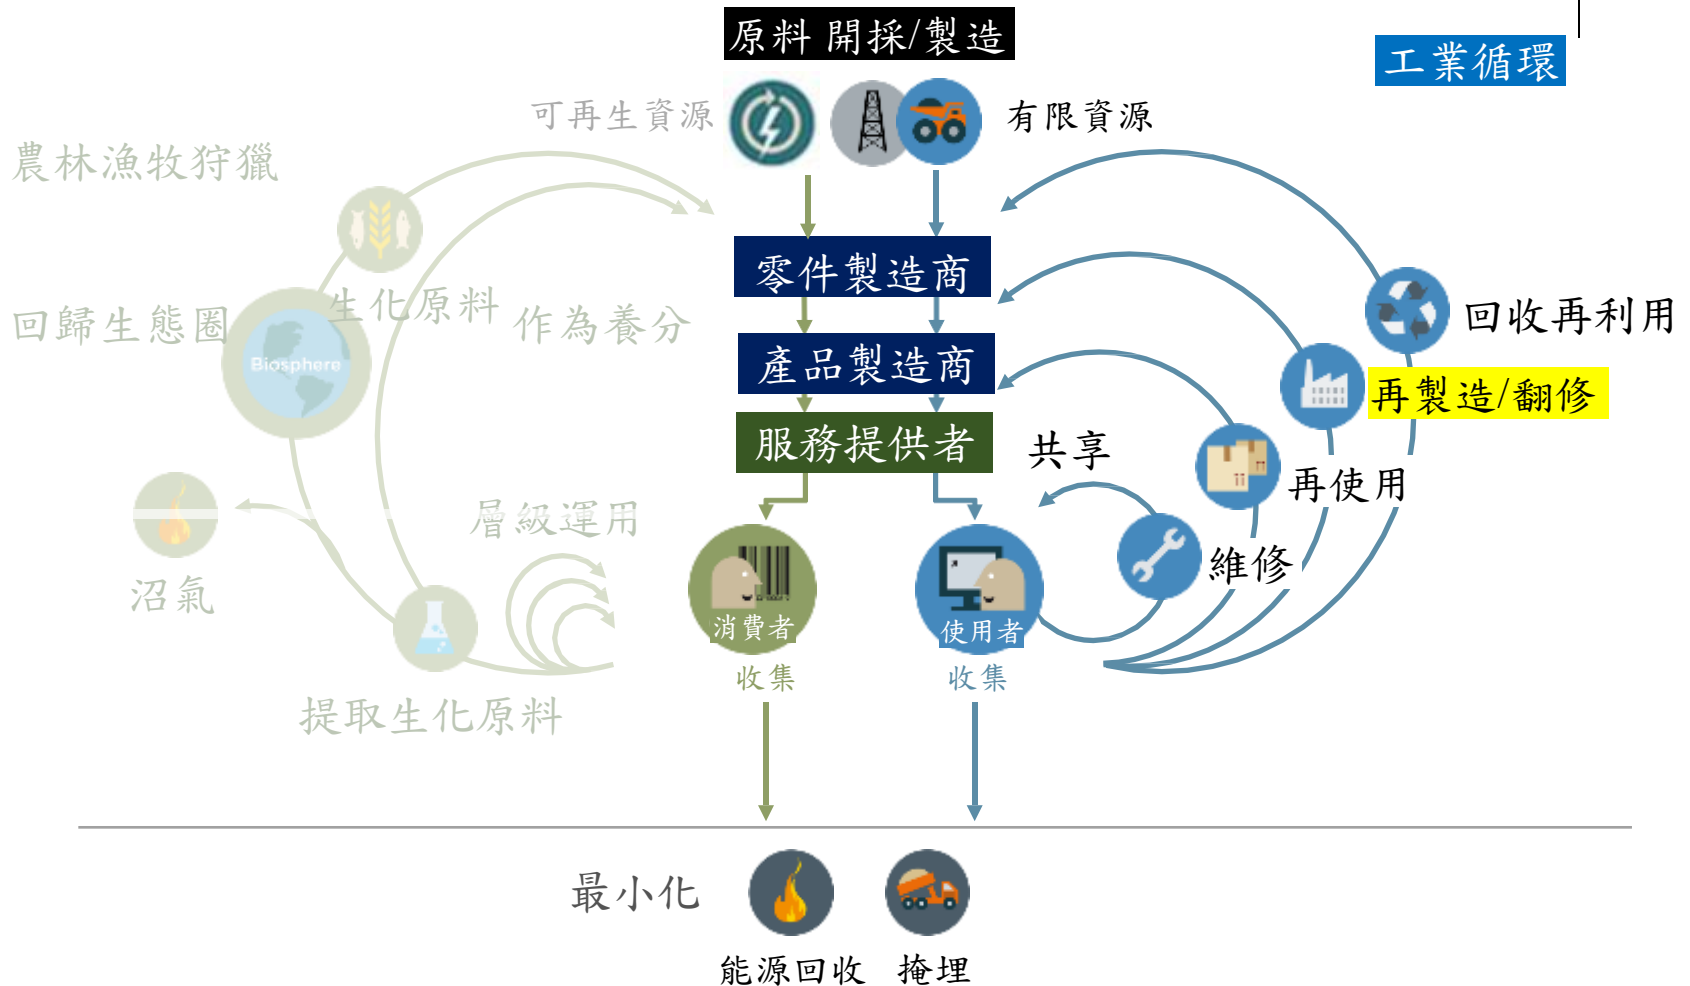 原料 開採/製造
工業循環
可再生資源
有限資源
農林漁牧狩獵
零件製造商
回歸生態圈
生化原料
作為養分
回收再利用
Biosphere
產品製造商
再製造/翻修
服務提供者
共享
再使用
層級運用
維修
沼氣
消費者
使用者
收集
收集
提取生化原料
最小化
能源回收
掩埋